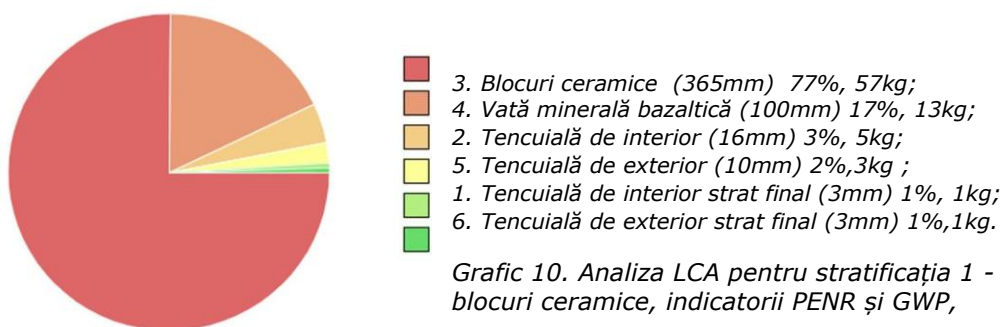 3. Blocuri ceramice (365mm) 77%, 57kg;
4. Vată minerală bazaltică (100mm) 17%, 13kg;
2. Tencuială de interior (16mm) 3%, 5kg;
5. Tencuială de exterior (10mm) 2%,3kg ;
1. Tencuială de interior strat final (3mm) 1%, 1kg;
6. Tencuială de exterior strat final (3mm) 1%,1kg.
Grafic 10. Analiza LCA pentru stratificația 1 -
blocuri ceramice, indicatorii PENR și GWP,